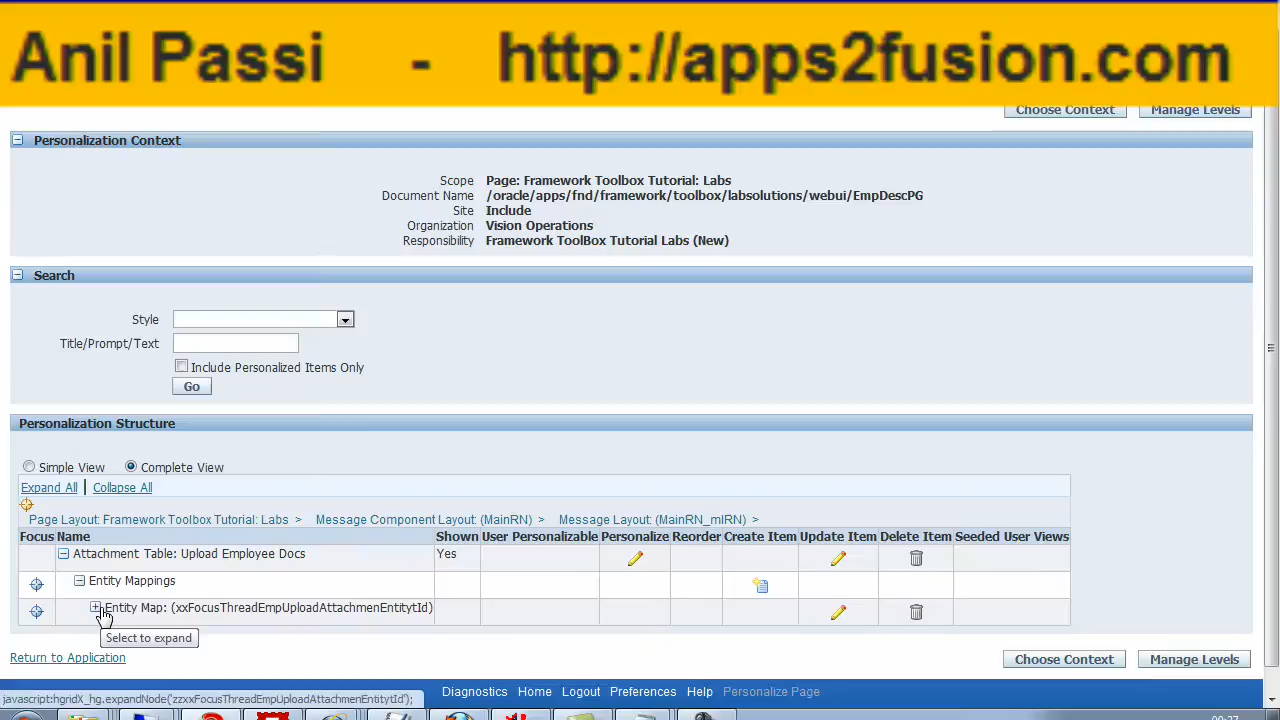 Anil Passi - http://apps2fusion.com
Choose Context Manage Levels
Personalization Context
Scope Page: Framework Toolbox Tutorial: Labs
Document Name /oracle/apps/fnd/framework/toolbox/labsolutions/webui/EmpDescPG
Site Include
Organization Vision Operations
Responsibility Framework ToolBox Tutorial Labs (New)
Search
Style
Title/Prompt/Text
Include Personalized Items Only
Go
Personalization Structure
Simple View Complete View
Expand All | Collapse All
Page Layout: Framework Toolbox Tutorial: Labs > Message Component Layout: (MainRN) > Message Layout: (MainRN_mlRN) >
Focus Name Shown User Personalizable Personalize Reorder Create Item Update Item Delete Item Seeded User Views
Attachment Table: Upload Employee Docs Yes
Entity Mappings
Entity Map: (xxFocusThreadEmpUploadAttachmenEntitytId)
Select to expand
Return to Application Choose Context Manage Levels
Diagnostics Home Logout Preferences Help Personalize Page
javascript:hgridX_hg.expandNode('zzxxFocusThreadEmpUploadAttachmenEntitytId');
00:27